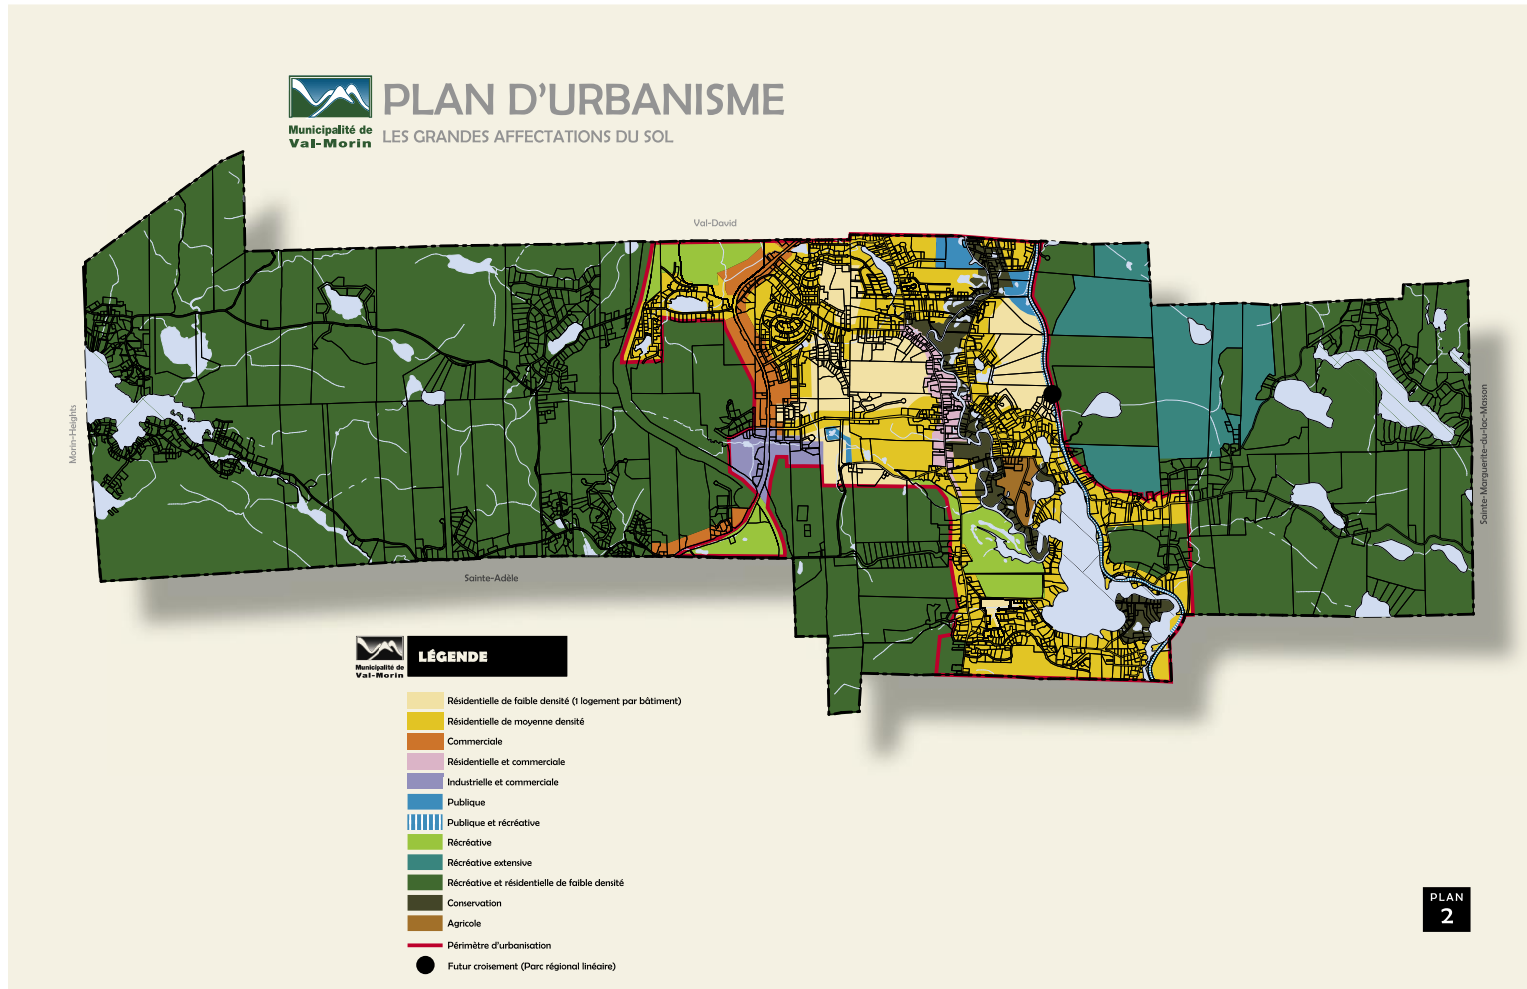 PLAN D'URBANISME
LES GRANDES AFFECTATIONS DU SOL
Municipalité de
Val-Morin
Val-David
Morin-Heights
Sainte-Marguerite-du-lac-Masson
Sainte-Adèle
Municipalité de
Val-Morin
LÉGENDE
Résidentielle de faible densité (1 logement par bâtiment)
Résidentielle de moyenne densité
Commerciale
Résidentielle et commerciale
Industrielle et commerciale
Publique
Publique et récréative
Récréative
Récréative extensive
Récréative et résidentielle de faible densité
Conservation
Agricole
Périmètre d'urbanisation
Futur croisement (Parc régional linéaire)
PLAN
2